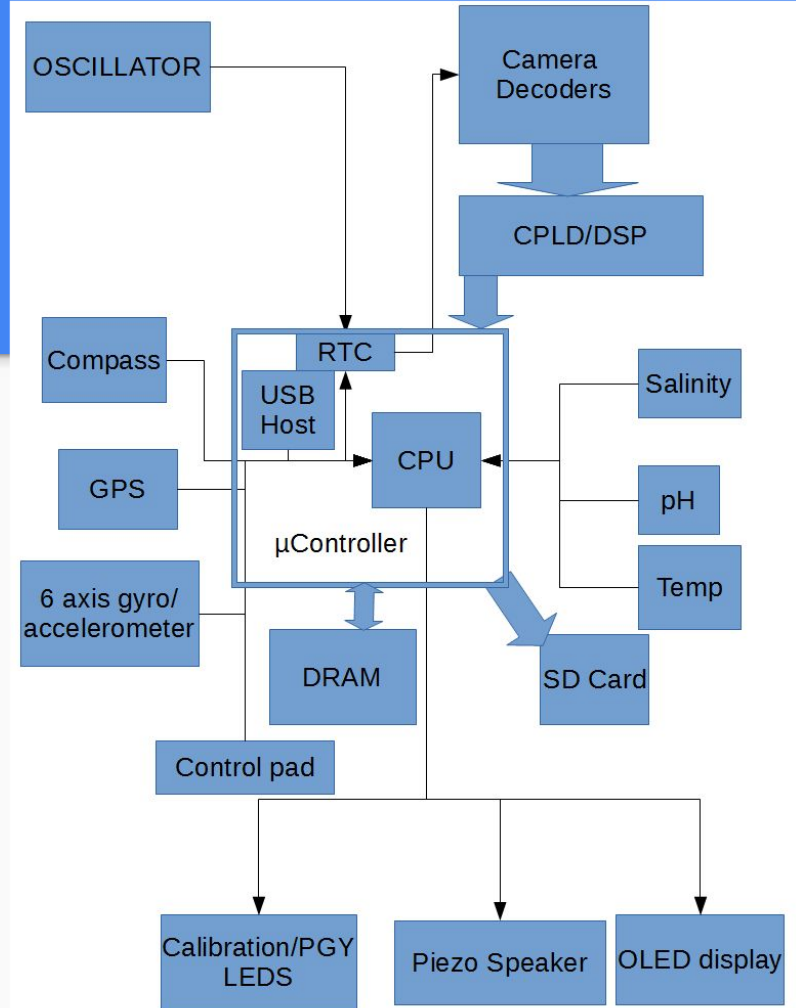 OSCILLATOR
Camera
Decoders
CPLD/DSP
Compass
RTC
USB
Host
CPU
Salinity
GPS
pH
µController
6 axis gyro/
accelerometer
Temp
DRAM
SD Card
Control pad
Calibration/PGY
LEDS
Piezo Speaker
OLED display